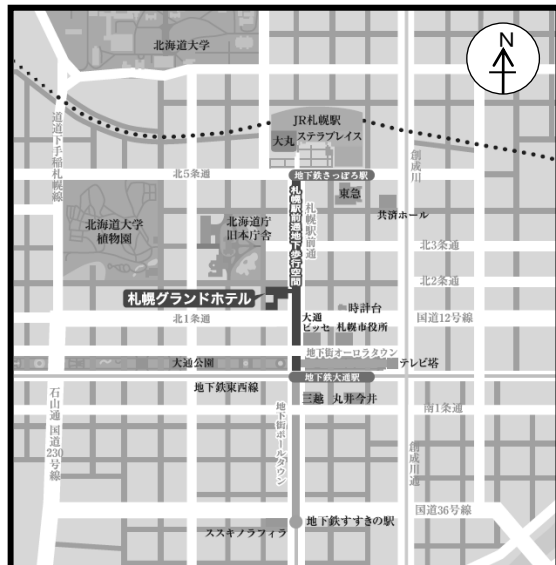 北海道大学
N
JR札幌駅
大丸
ステラプレイス
道道下手稲札幌線
創成川
北5条通
地下鉄さっぽろ駅
東急
北海道大学
植物園
北海道庁
旧本庁舎
札幌駅前通地下歩行空間
札幌駅前通
共済ホール
北3条通
北2条通
札幌グランドホテル
時計台
北1条通
大通
ビッセ
札幌市役所
国道12号線
地下街オーロラタウン
大通公園
テレビ塔
地下鉄東西線
地下鉄大通駅
石山通
国道
230
号線
地下街ポールタウン
三越
丸井今井
南1条通
創成川通
国道36号線
ススキノラフィラ
地下鉄すすきの駅